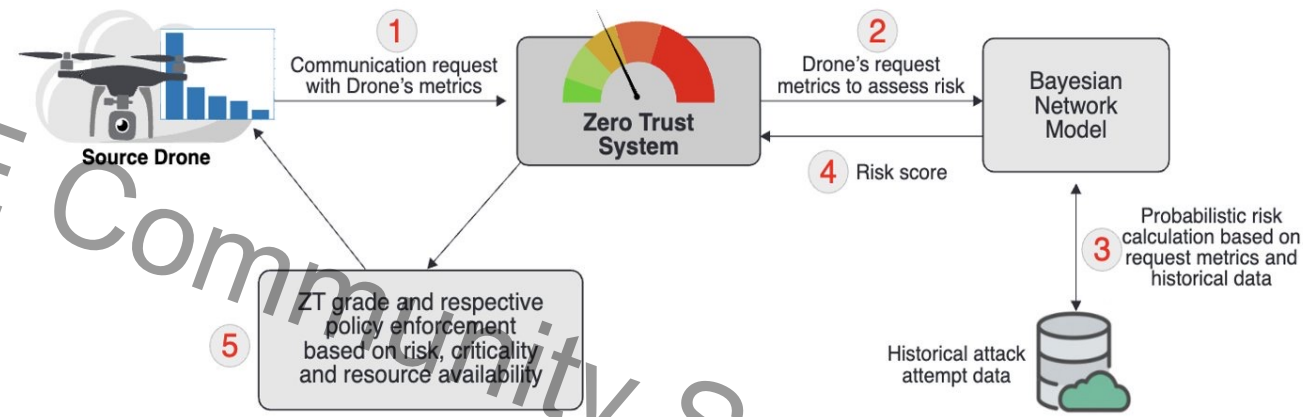 1
Communication request
with Drone's metrics
Source Drone
Zero Trust
System
2
Drone's request
metrics to assess risk
Bayesian
Network
Model
4
Risk score
3
Probabilistic risk
calculation based on
request metrics and
historical data
Historical attack
attempt data
5
ZT grade and respective
policy enforcement
based on risk, criticality
and resource availability
E Community S